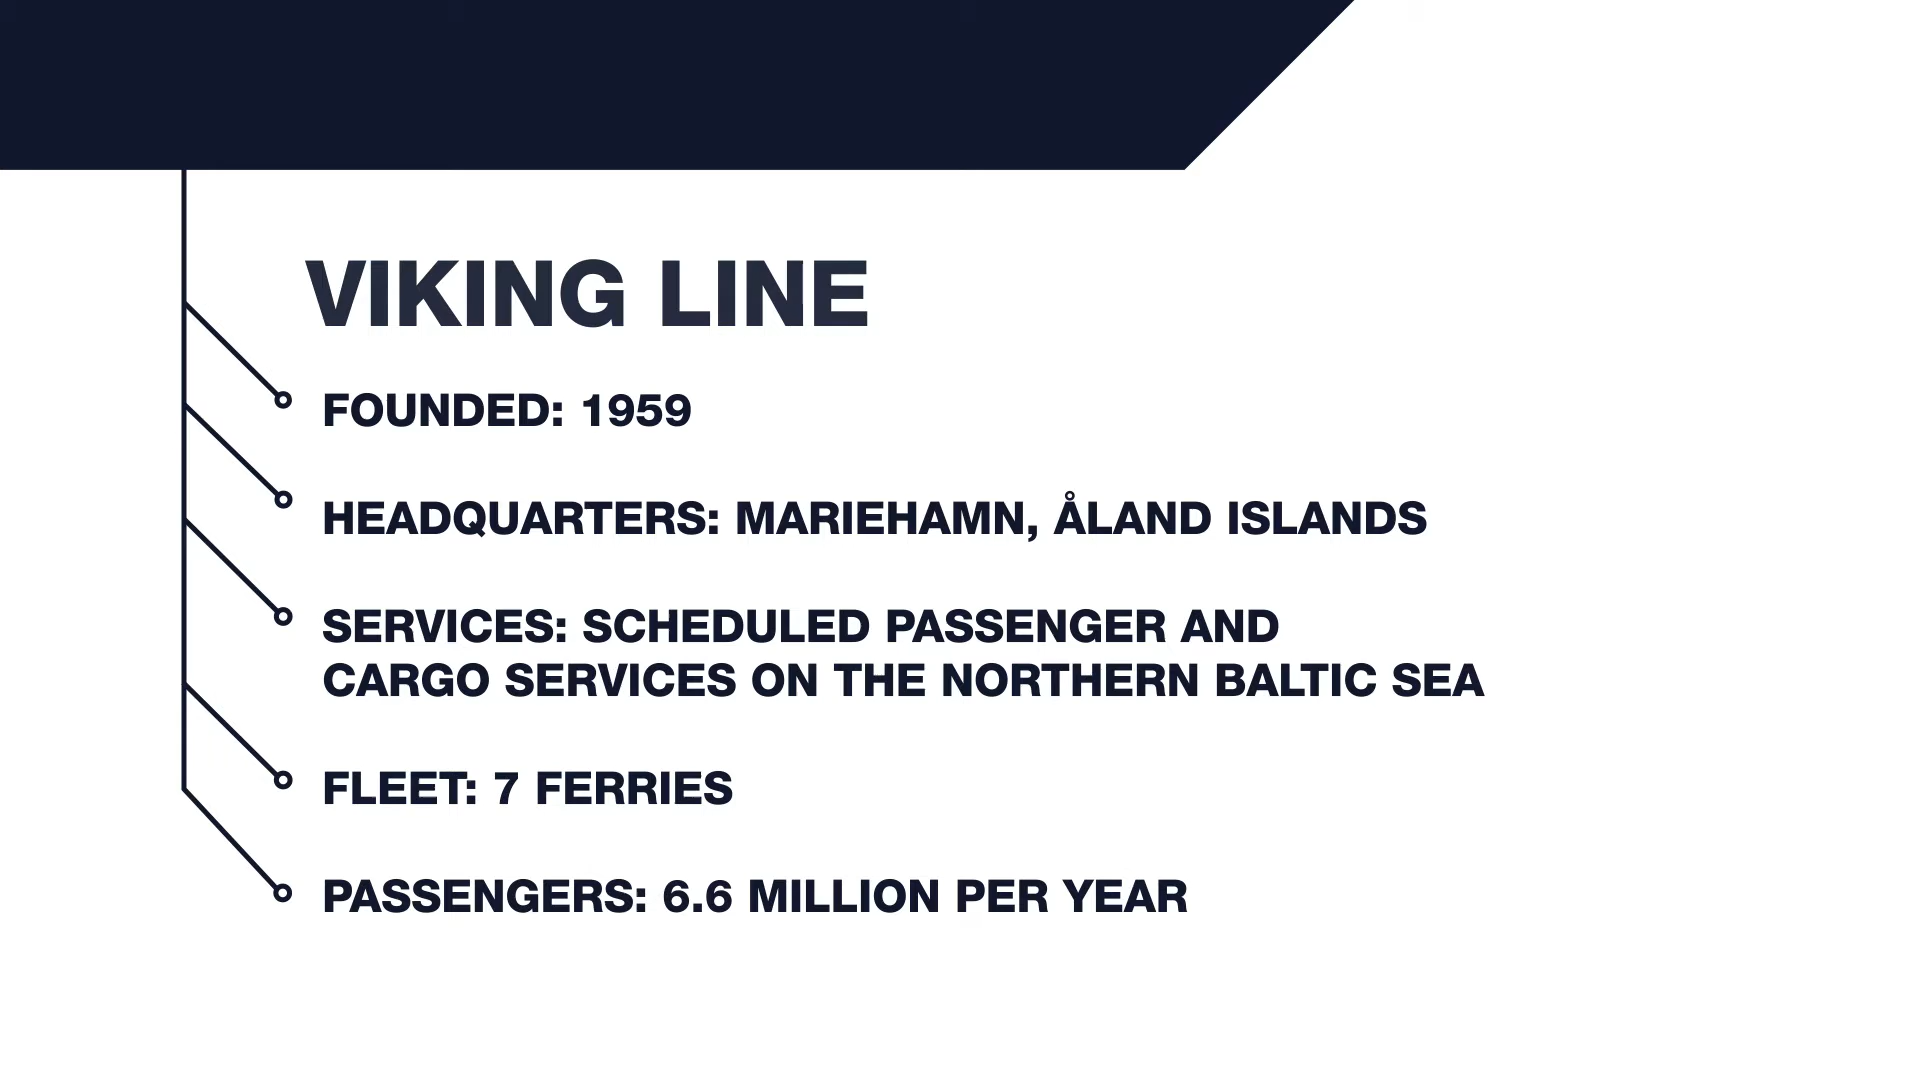 VIKING LINE
FOUNDED: 1959
HEADQUARTERS: MARIEHAMN, ÅLAND ISLANDS
SERVICES: SCHEDULED PASSENGER AND
CARGO SERVICES ON THE NORTHERN BALTIC SEA
FLEET: 7 FERRIES
PASSENGERS: 6.6 MILLION PER YEAR